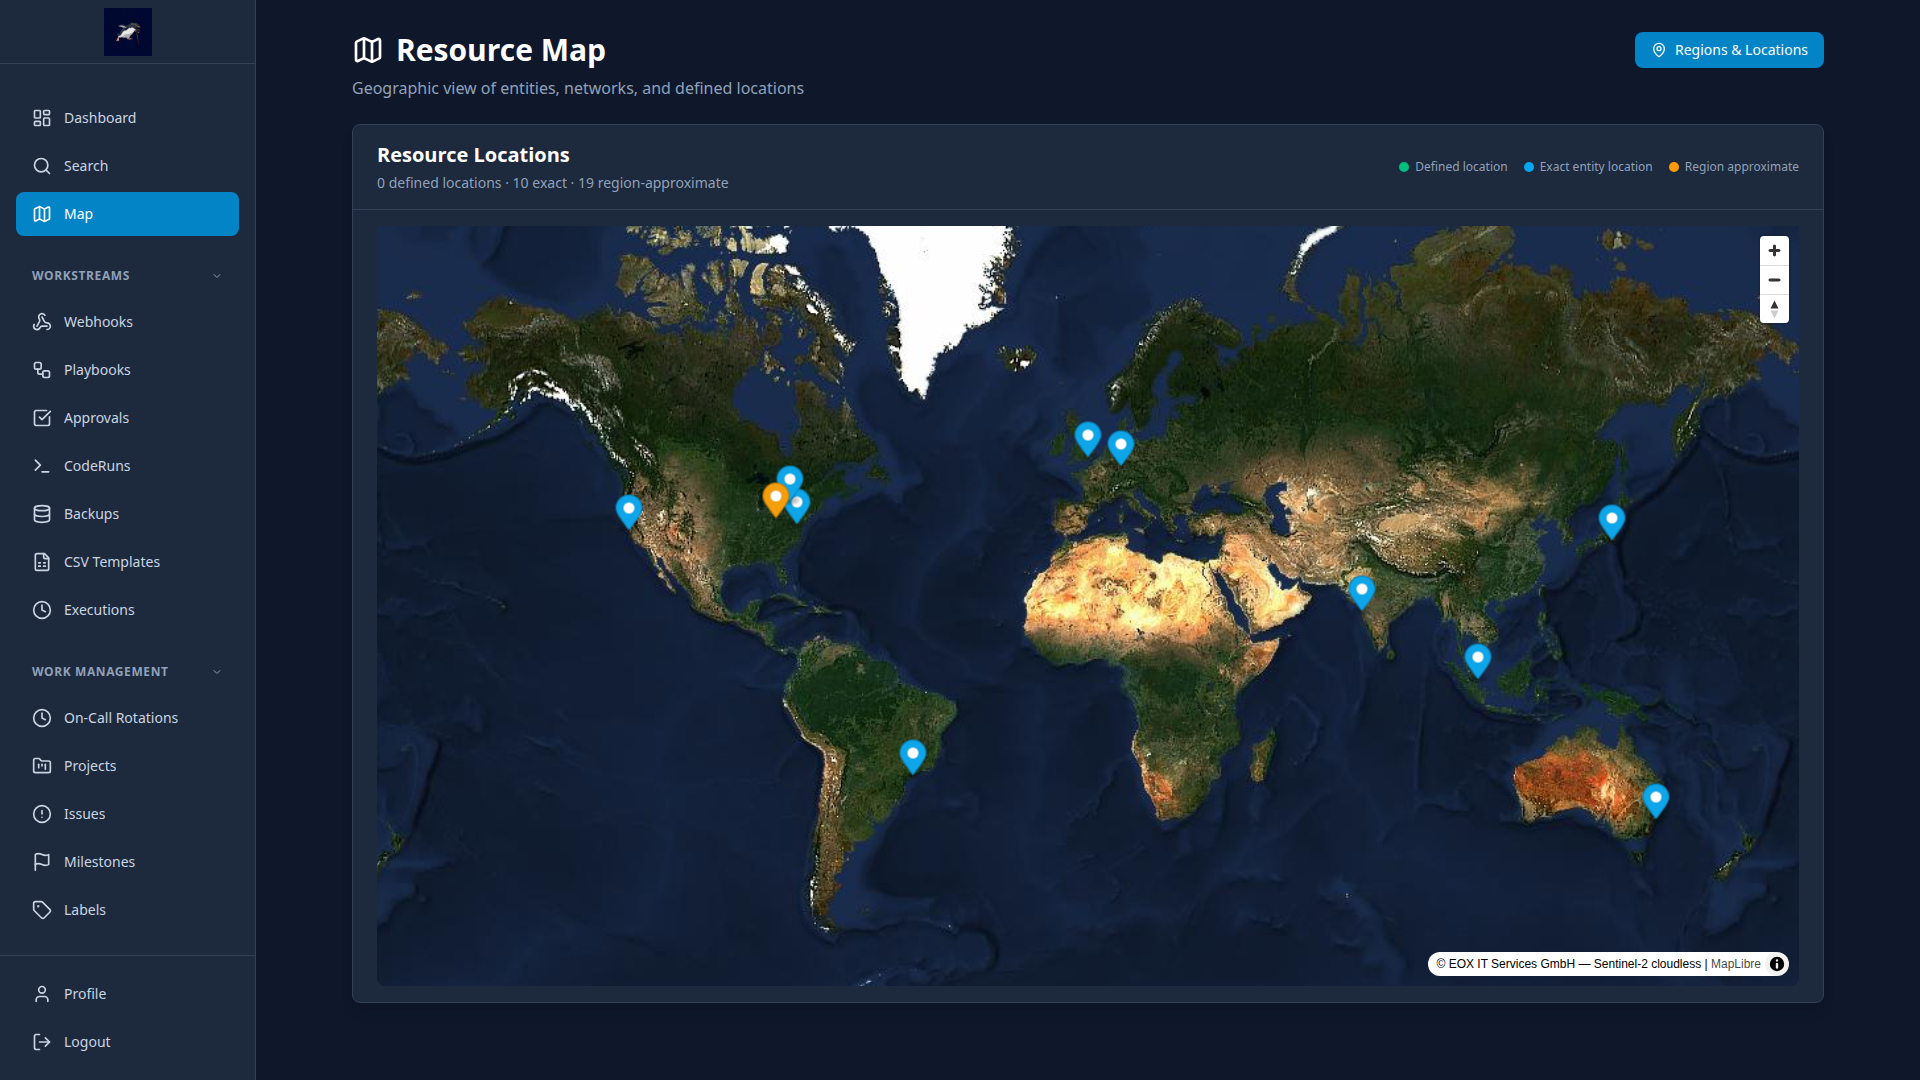 Dashboard
Search
Map
WORKSTREAMS
Webhooks
Playbooks
Approvals
CodeRuns
Backups
CSV Templates
Executions
WORK MANAGEMENT
On-Call Rotations
Projects
Issues
Milestones
Labels
Profile
Logout
Resource Map
Geographic view of entities, networks, and defined locations
Regions & Locations
Resource Locations
0 defined locations · 10 exact · 19 region-approximate
Defined location
Exact entity location
Region approximate
© EOX IT Services GmbH — Sentinel-2 cloudless | MapLibre